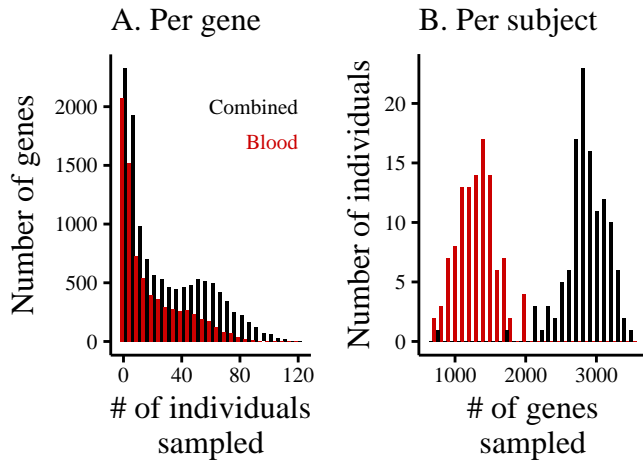 A. Per gene
Number of genes
2000
1500
1000
500
0
Combined
Blood
0 40 80 120
# of individuals
sampled
B. Per subject
Number of individuals
20
15
10
5
0
1000 2000 3000
# of genes
sampled